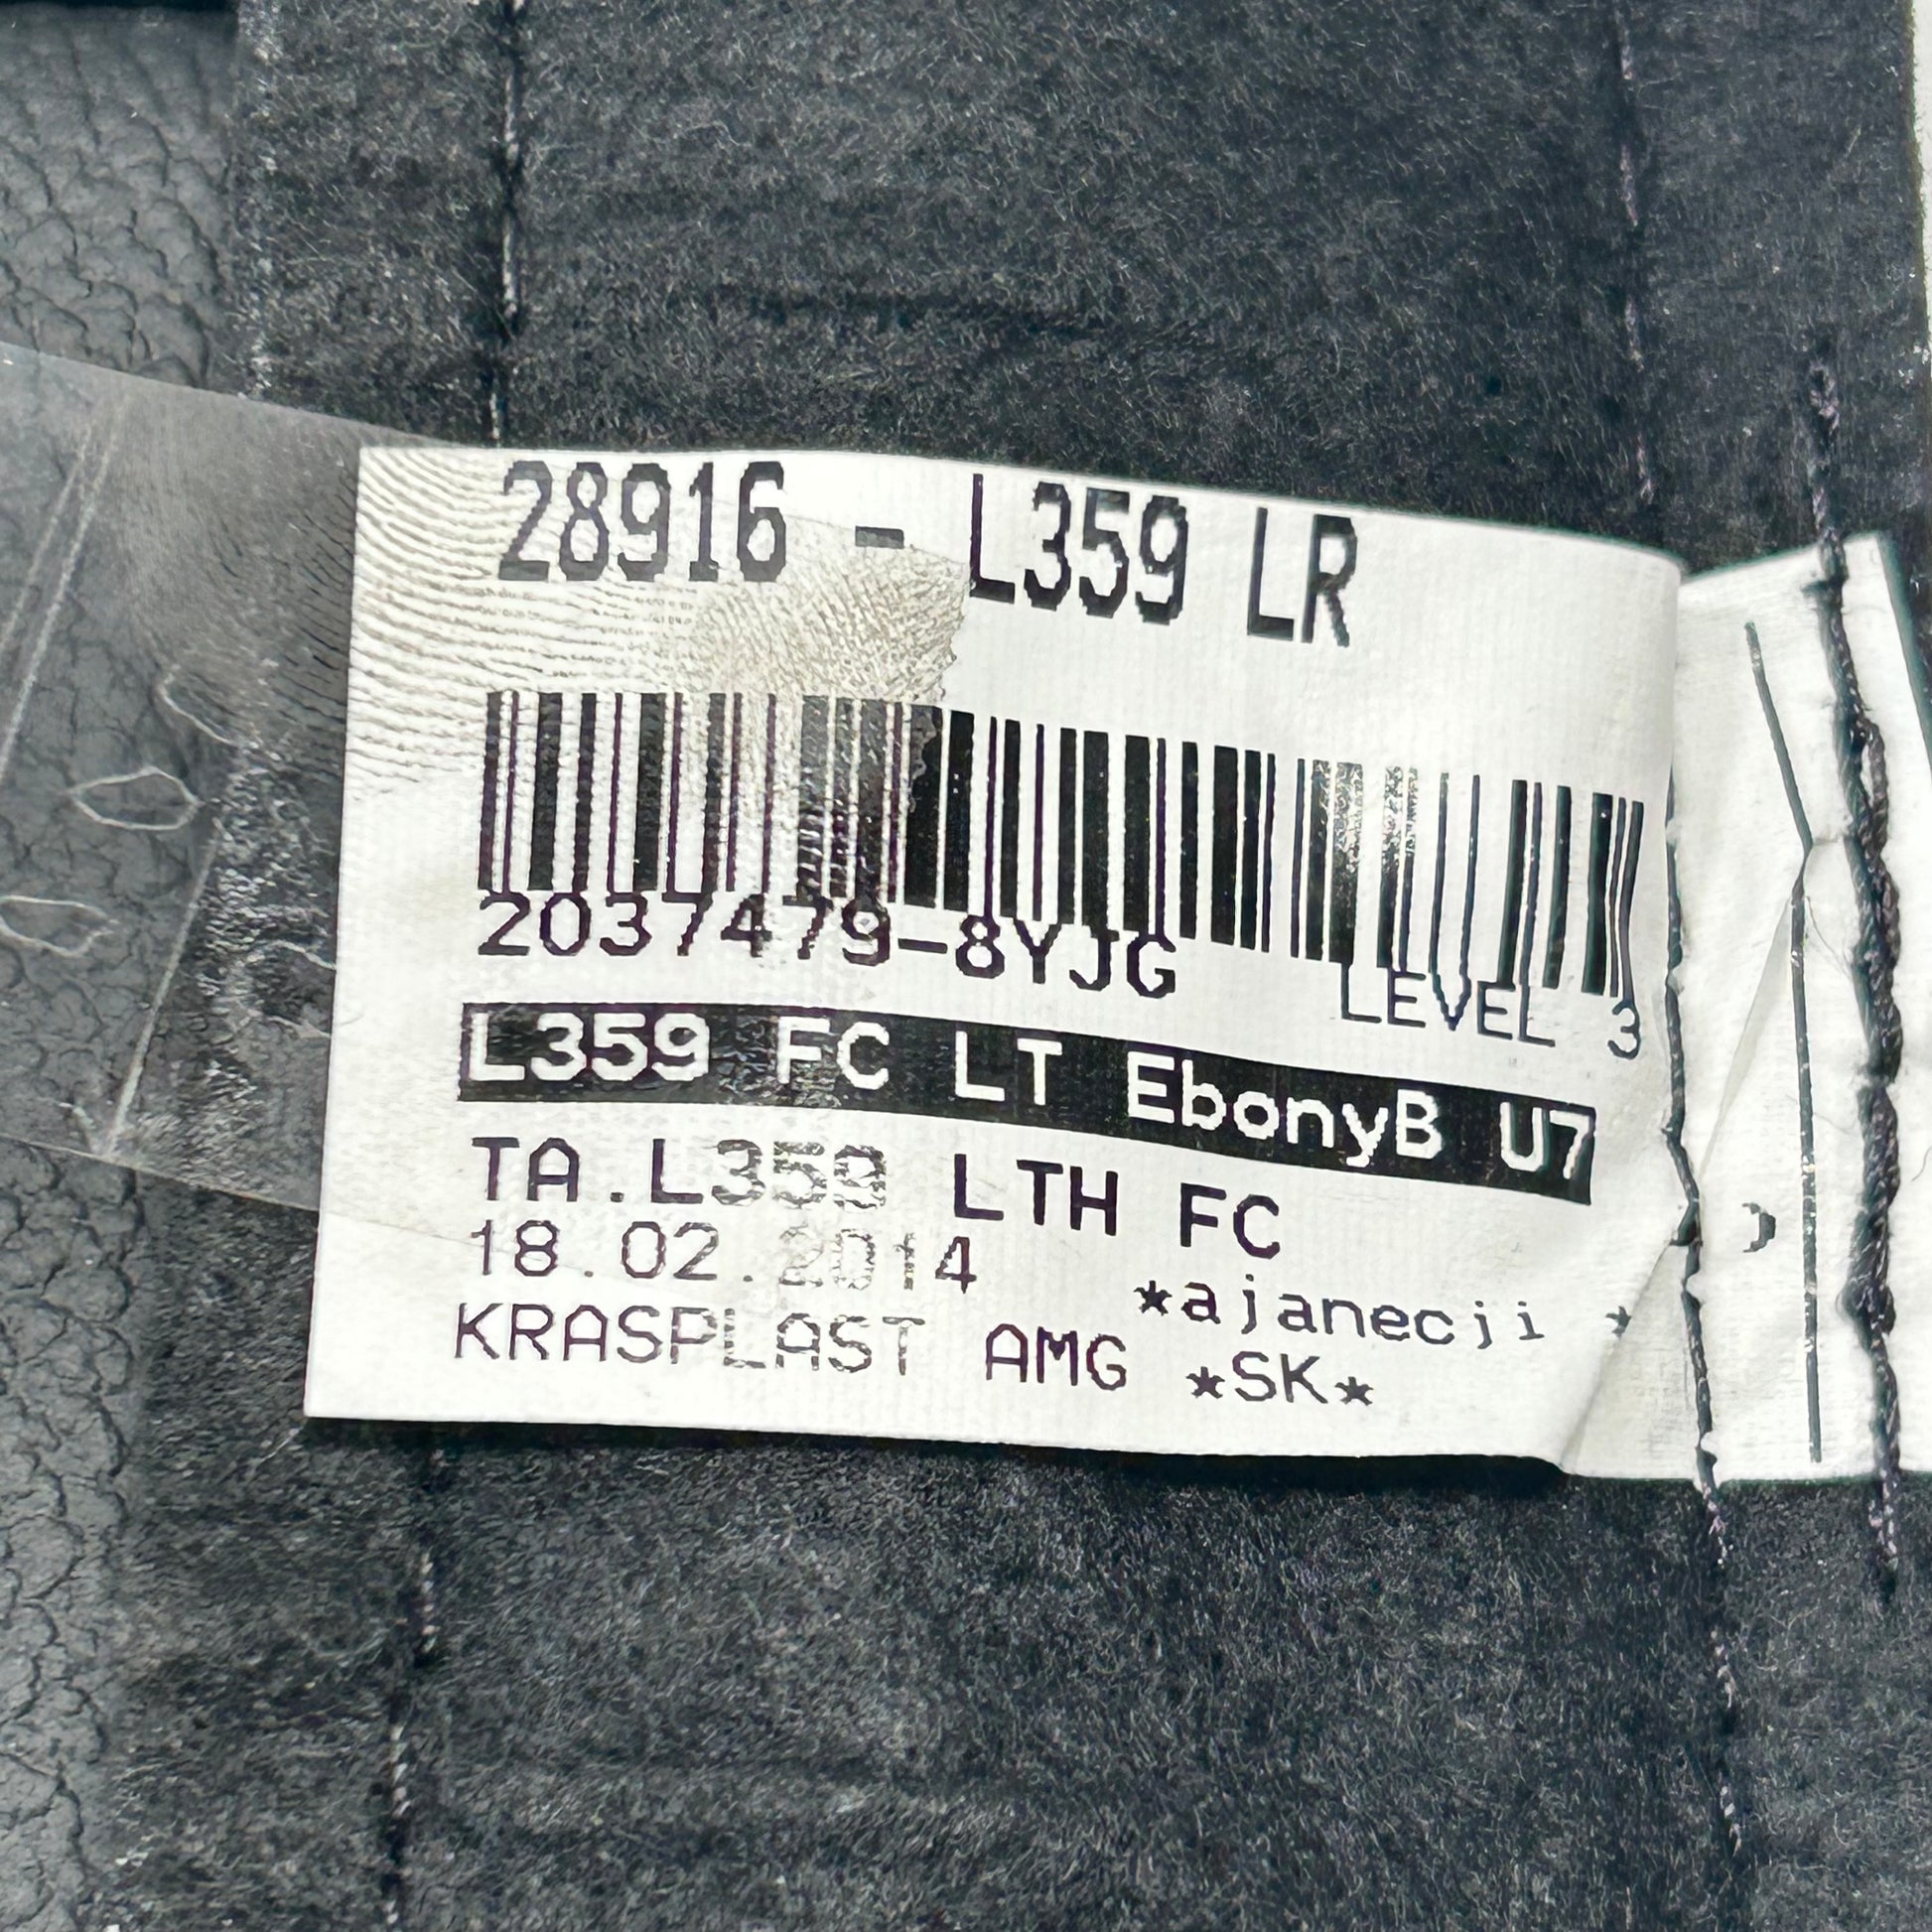 28916 - L359 LR
2037479-8YJG LEVEL 3
L359 FC LT EbonyB U7
TA.L359 LTH FC
18.02.2014 *ajanecji *
KRASPLAST AMG *SK*